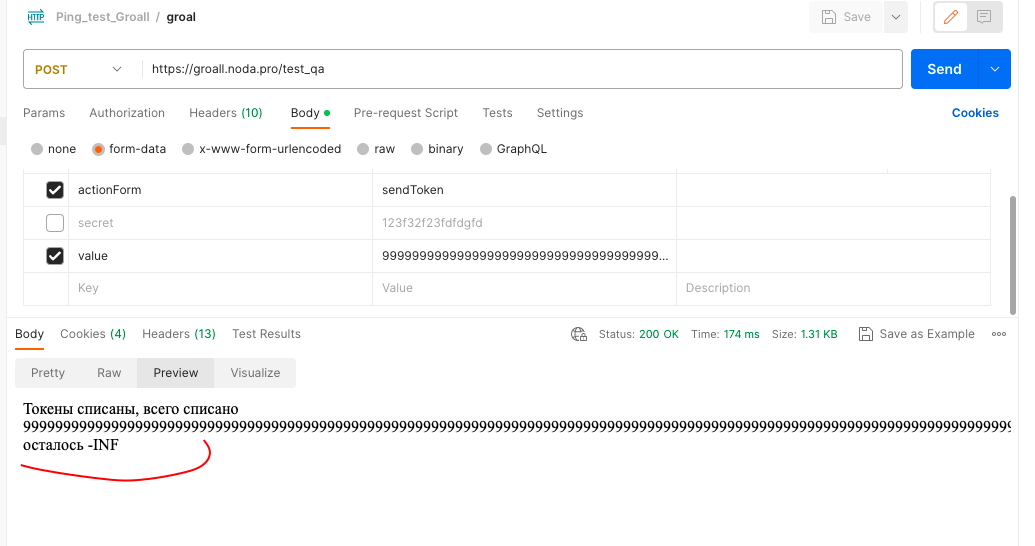 HTTP Ping_test_Groall / groal Save
POST https://groall.noda.pro/test_qa Send
Params Authorization Headers (10) Body Pre-request Script Tests Settings Cookies
none form-data x-www-form-urlencoded raw binary GraphQL
actionForm sendToken
secret 123f32f23fdfdgfd
value
Key Value Description
Body Cookies (4) Headers (13) Test Results Status: 200 OK Time: 174 ms Size: 1.31 KB Save as Example
Pretty Raw Preview Visualize
Токены списаны, всего списано
осталось -INF